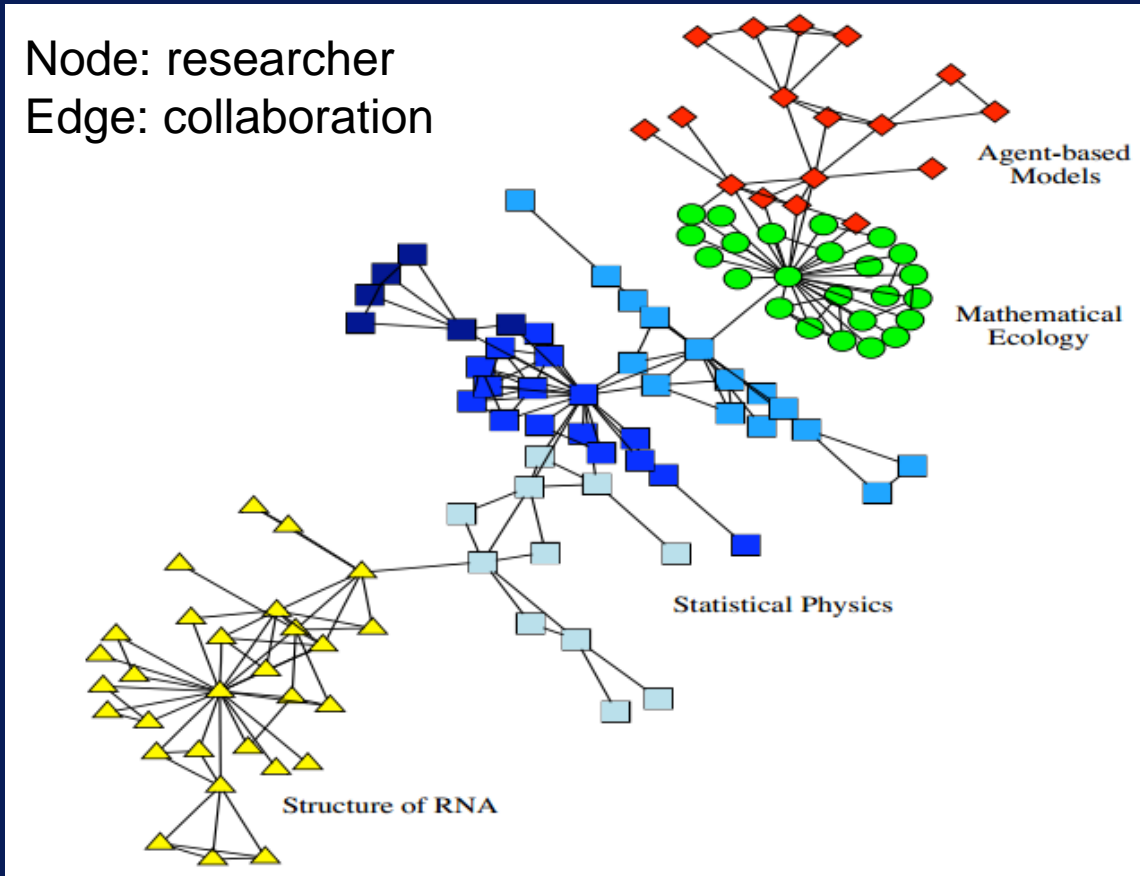 Node: researcher
Edge: collaboration
Agent-based
Models
Mathematical
Ecology
Statistical Physics
Structure of RNA